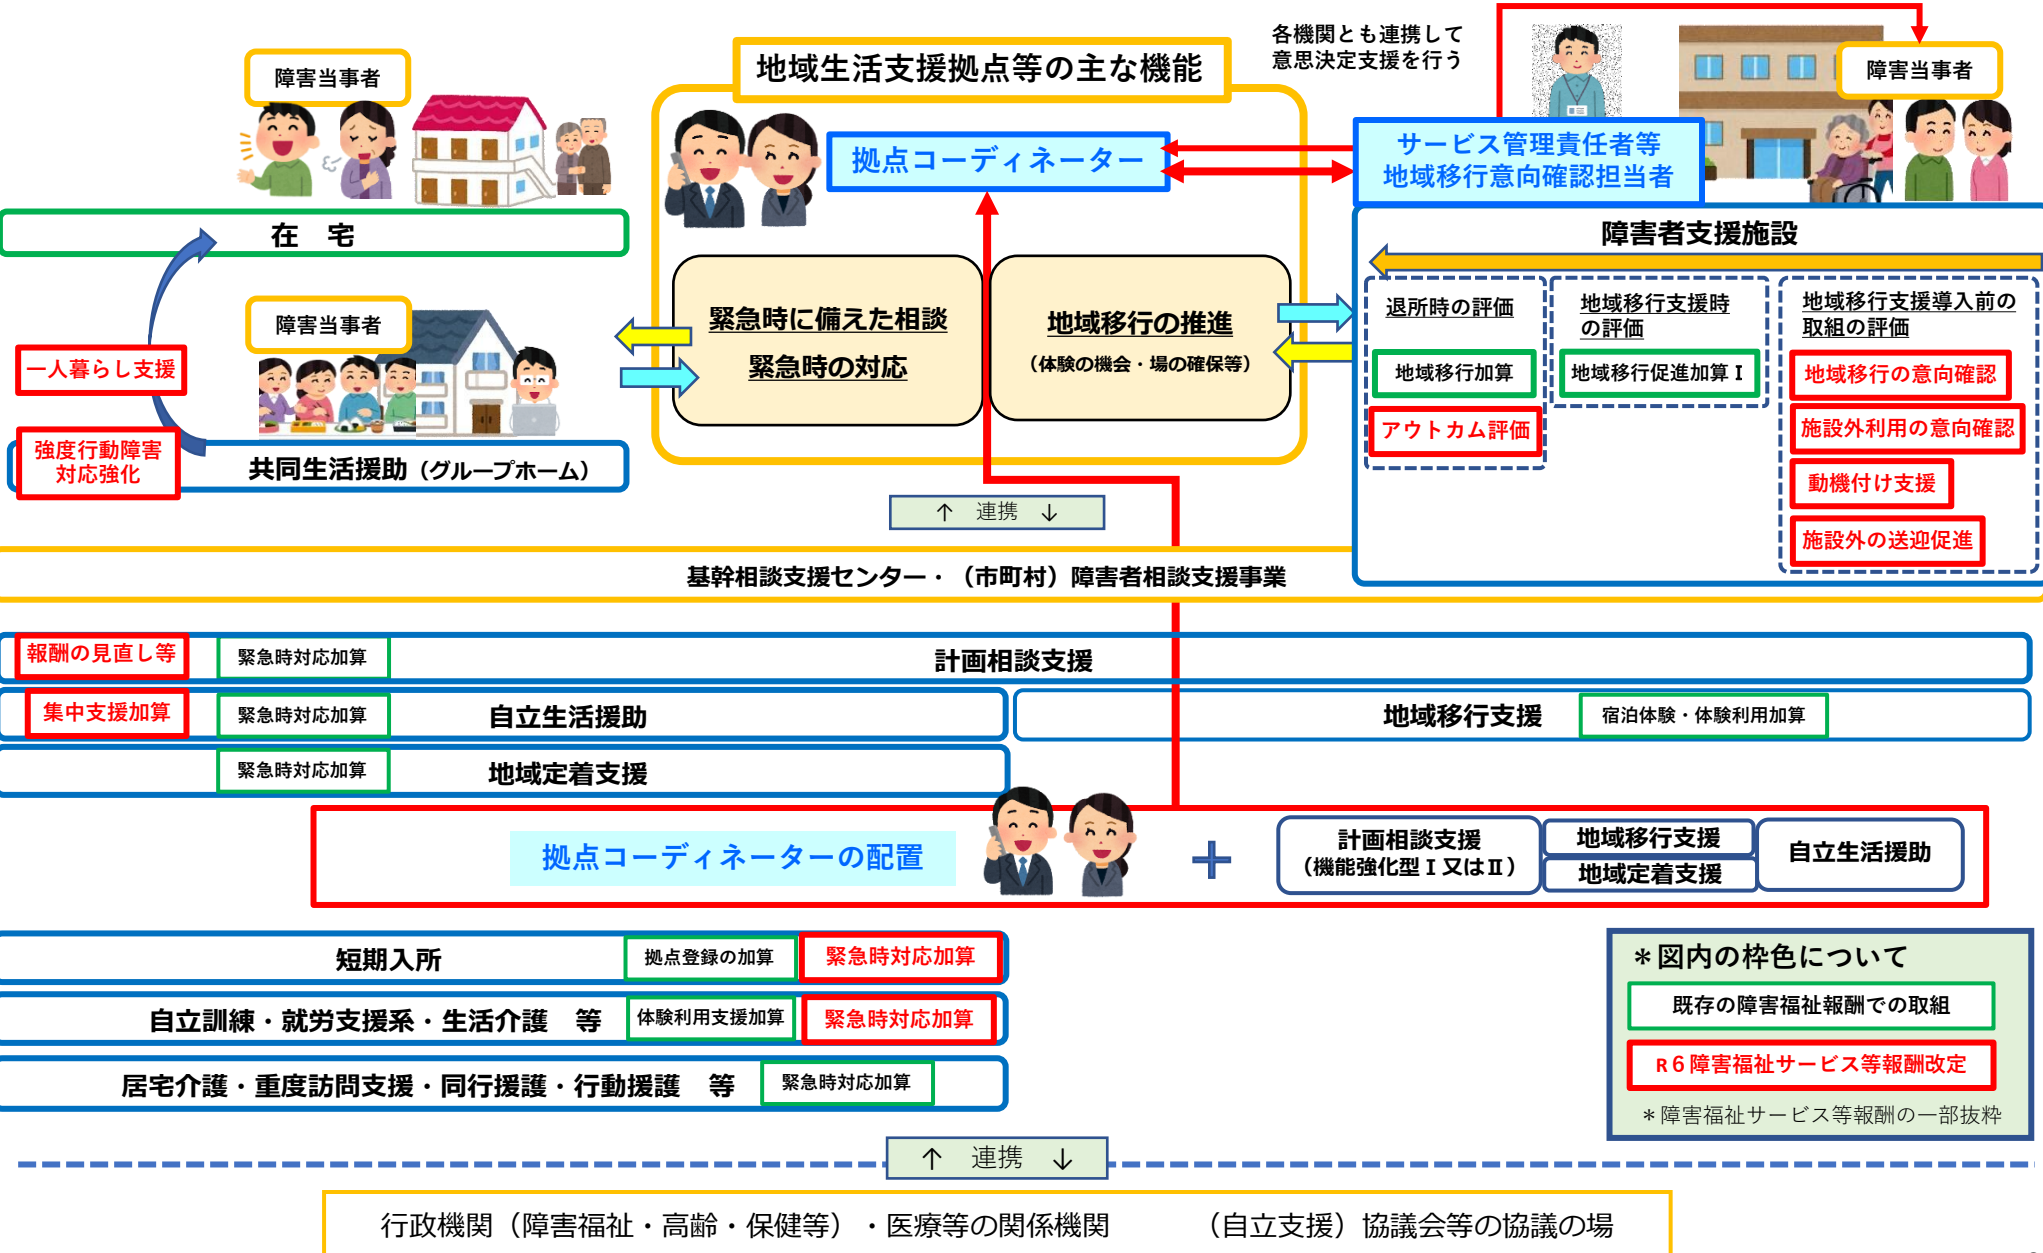 地域生活支援拠点等の主な機能
各機関とも連携して
意思決定支援を行う
障害当事者
障害当事者
拠点コーディネーター
サービス管理責任者等
地域移行意向確認担当者
在　宅
障害者支援施設
緊急時に備えた相談
緊急時の対応
地域移行の推進
（体験の機会・場の確保等）
退所時の評価
地域移行加算
アウトカム評価
地域移行支援時
の評価
地域移行促進加算Ⅰ
地域移行支援導入前の
取組の評価
地域移行の意向確認
施設外利用の意向確認
動機付け支援
施設外の送迎促進
障害当事者
一人暮らし支援
強度行動障害
対応強化
共同生活援助（グループホーム）
↑　連携　↓
基幹相談支援センター・（市町村）障害者相談支援事業
報酬の見直し等
緊急時対応加算
計画相談支援
集中支援加算
緊急時対応加算
自立生活援助
地域移行支援
宿泊体験・体験利用加算
緊急時対応加算
地域定着支援
拠点コーディネーターの配置
計画相談支援
（機能強化型Ⅰ又はⅡ）
地域移行支援
地域定着支援
自立生活援助
短期入所
拠点登録の加算
緊急時対応加算
自立訓練・就労支援系・生活介護　等
体験利用支援加算
緊急時対応加算
居宅介護・重度訪問支援・同行援護・行動援護　等
緊急時対応加算
＊図内の枠色について
既存の障害福祉報酬での取組
R６障害福祉サービス等報酬改定
＊障害福祉サービス等報酬の一部抜粋
↑　連携　↓
行政機関（障害福祉・高齢・保健等）・医療等の関係機関　　　（自立支援）協議会等の協議の場